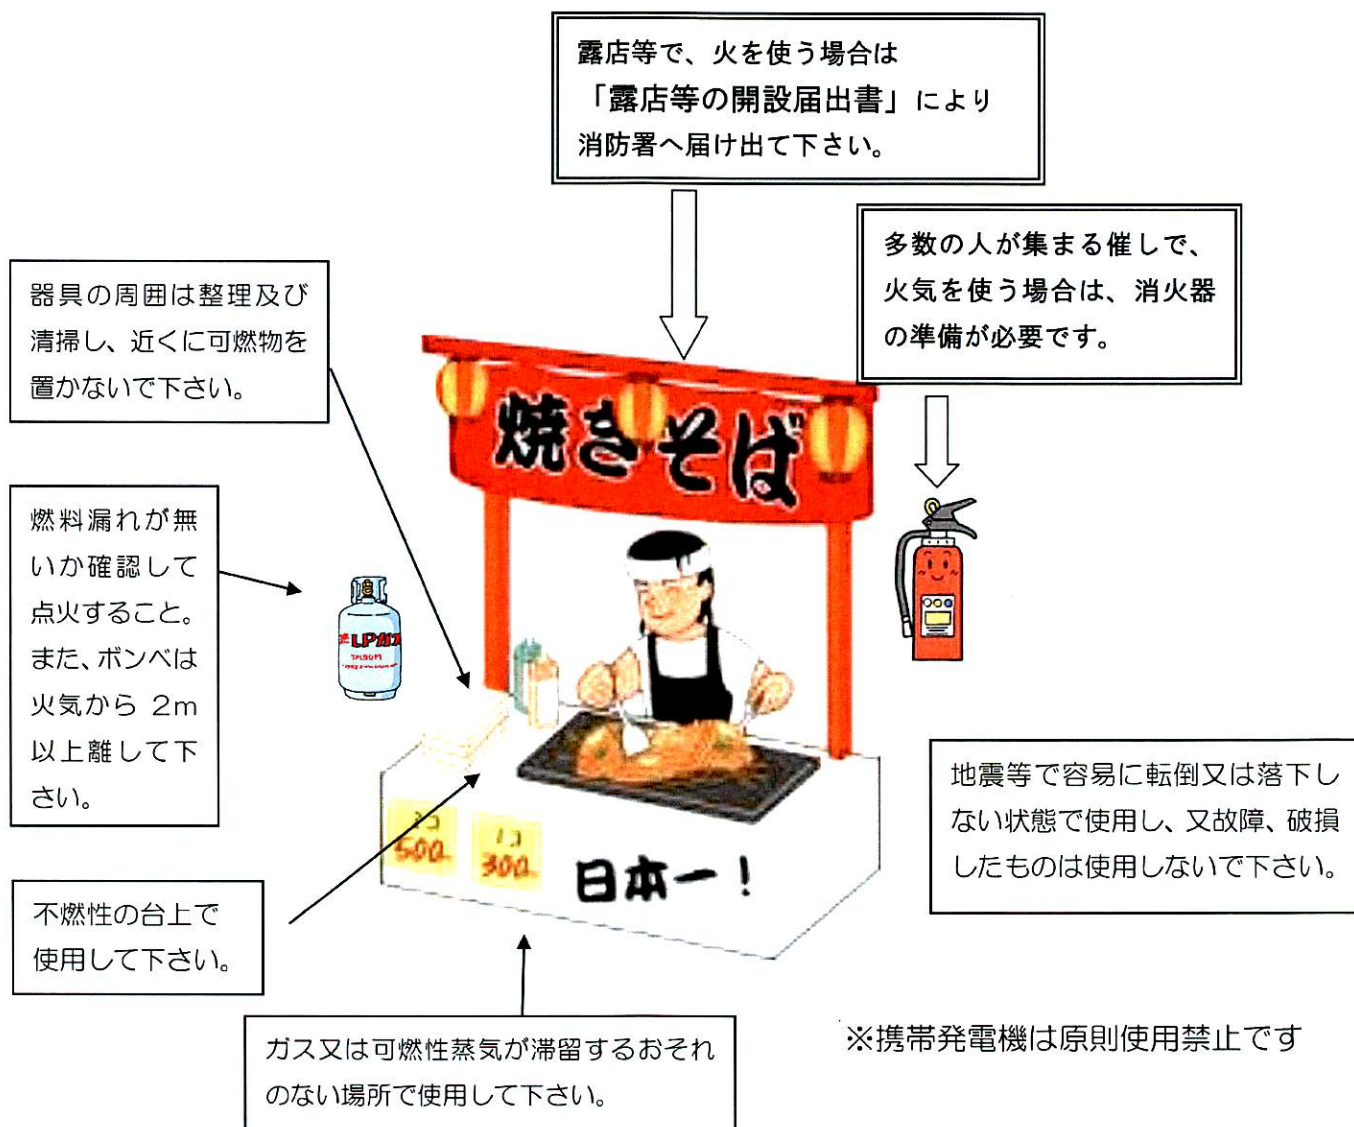 露店等で、火を使う場合は
「露店等の開設届出書」により
消防署へ届け出て下さい。
多数の人が集まる催しで、
火気を使う場合は、消火器
の準備が必要です。
器具の周囲は整理及び
清掃し、近くに可燃物を
置かないで下さい。
焼きそば
燃料漏れが無
いか確認して
点火すること。
また、ボンベは
火気から 2m
以上離して下
さい。
LPガス
地震等で容易に転倒又は落下し
ない状態で使用し、又故障、破損
したものは使用しないで下さい。
500
300
日本一！
不燃性の台上で
使用して下さい。
ガス又は可燃性蒸気が滞留するおそれ
のない場所で使用して下さい。
※携帯発電機は原則使用禁止です